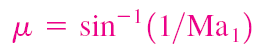 μ = sin⁻¹(1/Ma₁)